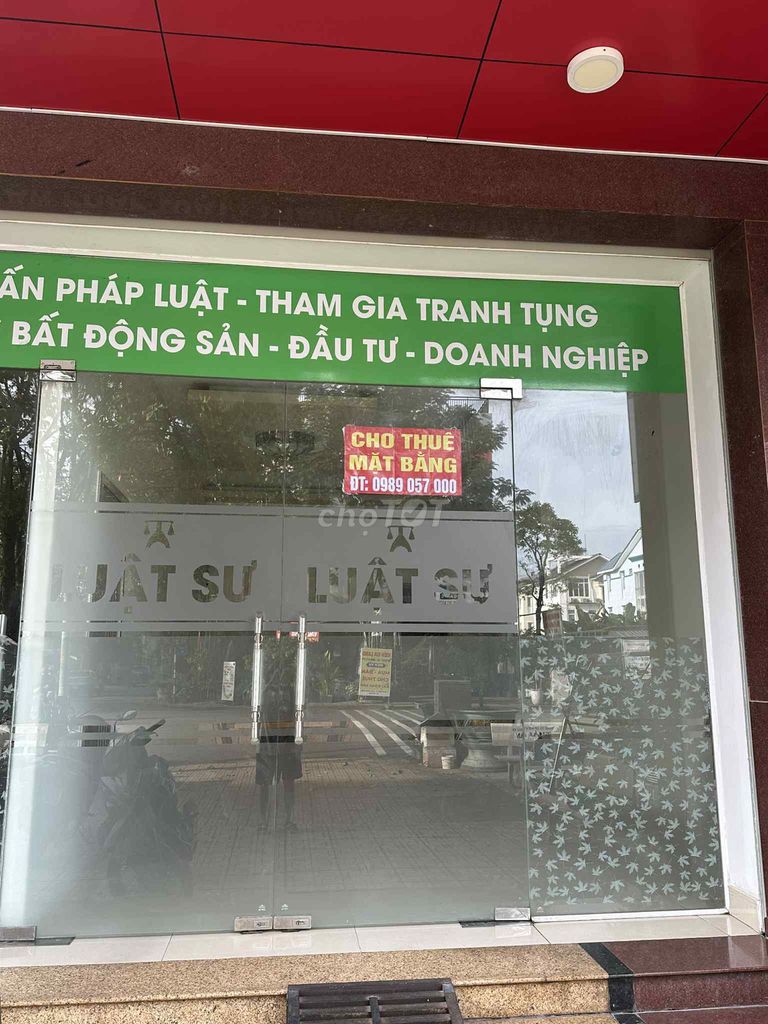 ẤN PHÁP LUẬT - THAM GIA TRANH TỤNG
BẤT ĐỘNG SẢN - ĐẦU TƯ - DOANH NGHIỆP
CHO THUÊ
MẶT BẰNG
ĐT: 0989 057 000
chợTỐT
LUẬT SƯ
LUẬT SƯ